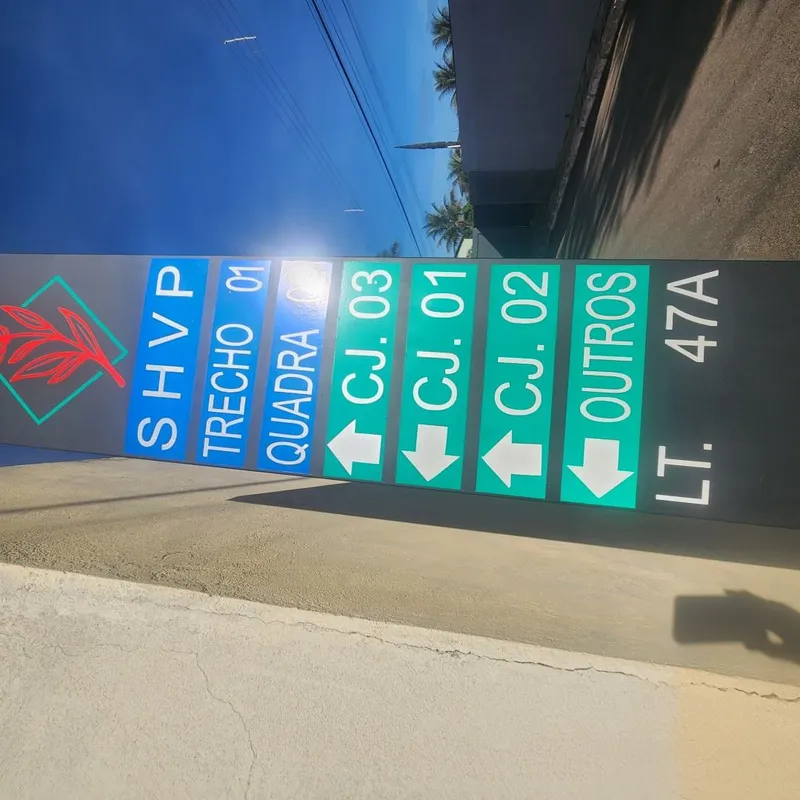 SHVP
TRECHO 01
QUADRA
CJ. 03
CJ. 01
CJ. 02
OUTROS
LT. 47A